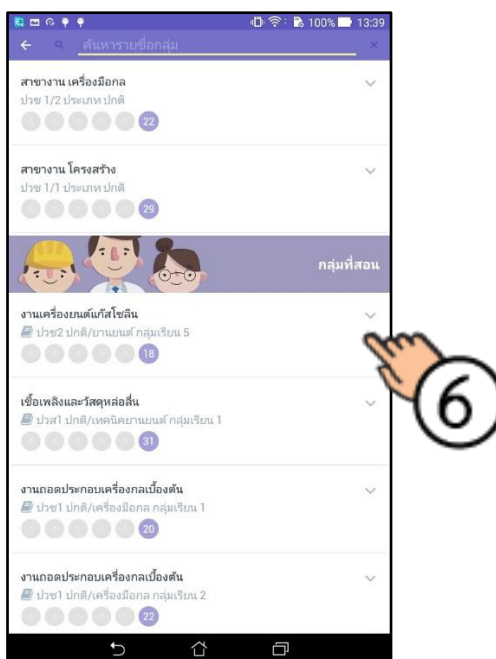 100% 13:39
ค้นหารายชื่อกลุ่ม
สาขางาน เครื่องมือกล
ปวช 1/2 ประเภท ปกติ
22
สาขางาน โครงสร้าง
ปวช 1/1 ประเภท ปกติ
29
กลุ่มที่สอน
งานเครื่องยนต์แก๊สโซลีน
ปวช2 ปกติ/ยานยนต์ กลุ่มเรียน 5
18
6
เชื้อเพลิงและวัสดุหล่อลื่น
ปวส1 ปกติ/เทคนิคยานยนต์ กลุ่มเรียน 1
31
งานถอดประกอบเครื่องกลเบื้องต้น
ปวช1 ปกติ/เครื่องมือกล กลุ่มเรียน 1
20
งานถอดประกอบเครื่องกลเบื้องต้น
ปวช1 ปกติ/เครื่องมือกล กลุ่มเรียน 2
22